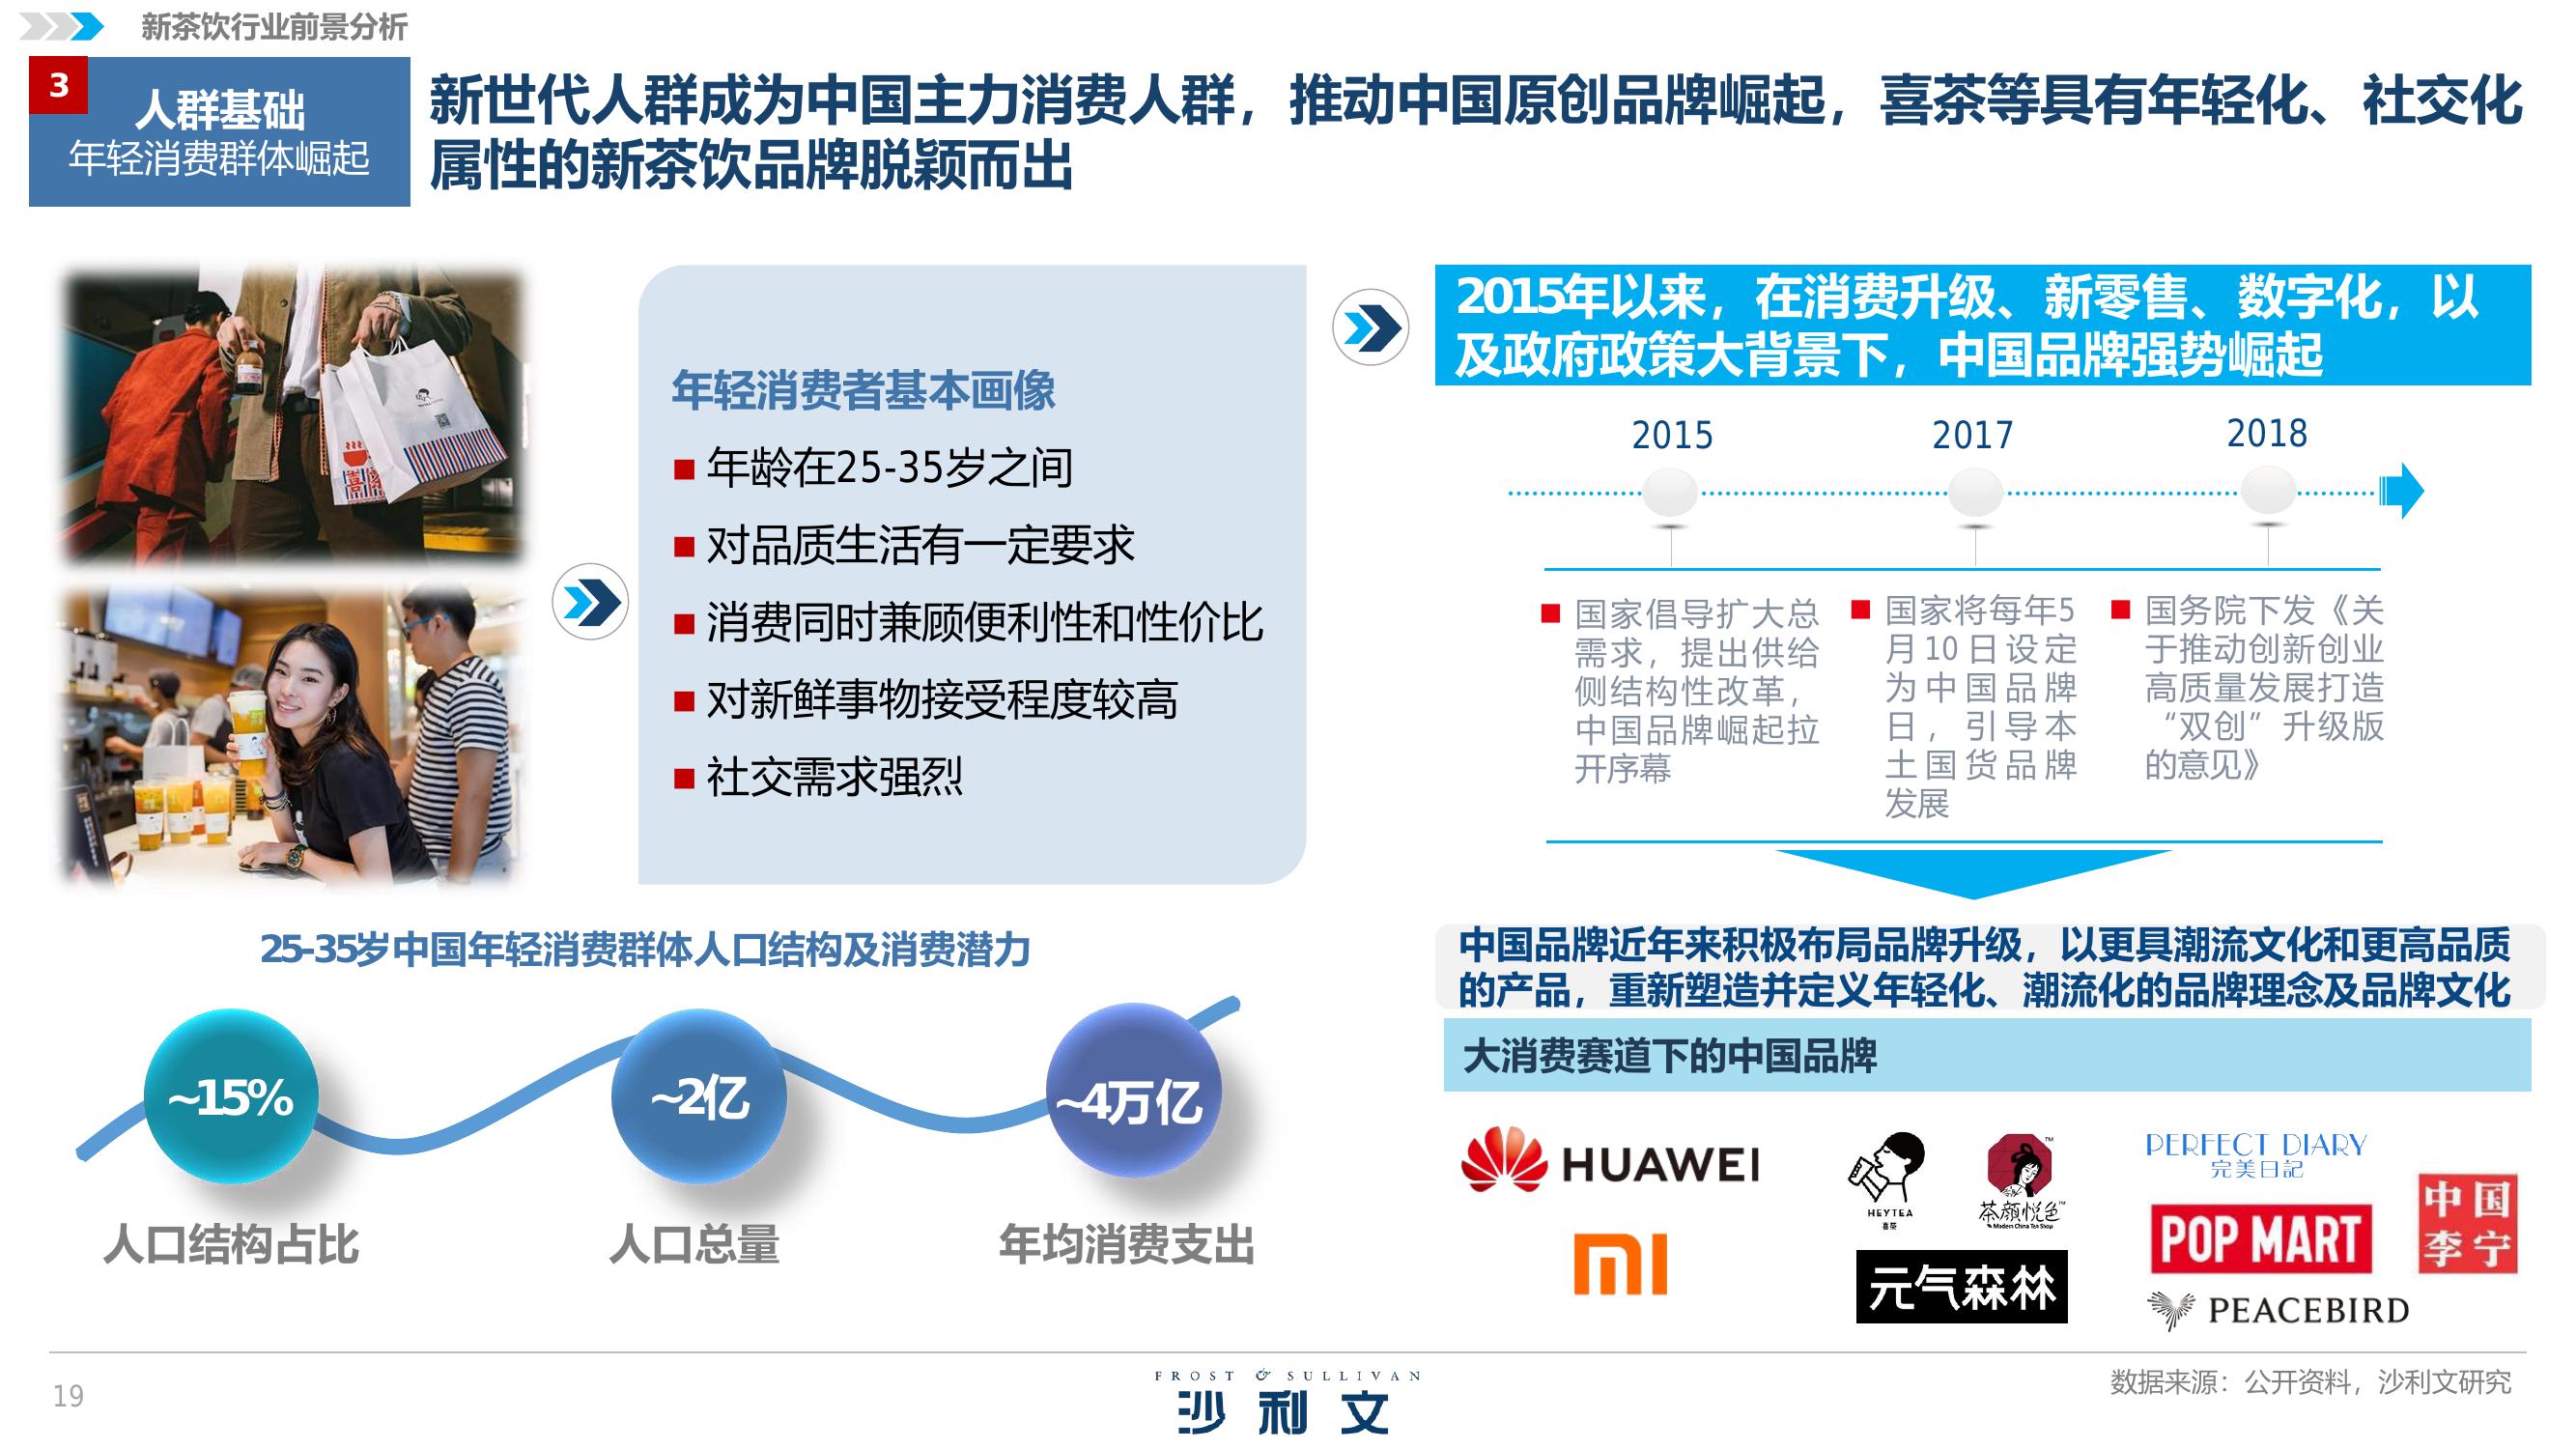 新茶饮行业前景分析
3
人群基础
年轻消费群体崛起
新世代人群成为中国主力消费人群，推动中国原创品牌崛起，喜茶等具有年轻化、社交化
属性的新茶饮品牌脱颖而出
年轻消费者基本画像
年龄在25-35岁之间
对品质生活有一定要求
消费同时兼顾便利性和性价比
对新鲜事物接受程度较高
社交需求强烈
25-35岁中国年轻消费群体人口结构及消费潜力
~15%
~2亿
~4万亿
人口结构占比
人口总量
年均消费支出
2015年以来，在消费升级、新零售、数字化，以
及政府政策大背景下，中国品牌强势崛起
2015
2017
2018
国家倡导扩大总
需求，提出供给
侧结构性改革，
中国品牌崛起拉
开序幕
国家将每年5
月10日设定
为中国品牌
日，引导本
土国货品牌
发展
国务院下发《关
于推动创新创业
高质量发展打造
“双创”升级版
的意见》
中国品牌近年来积极布局品牌升级，以更具潮流文化和更高品质
的产品，重新塑造并定义年轻化、潮流化的品牌理念及品牌文化
大消费赛道下的中国品牌
HUAWEI
MI
HEYTEA
喜茶
茶颜悦色
Modern China Tea Shop
元气森林
PERFECT DIARY
完美日記
POP MART
中国
李宁
PEACEBIRD
19
FROST & SULLIVAN
沙利文
数据来源：公开资料，沙利文研究